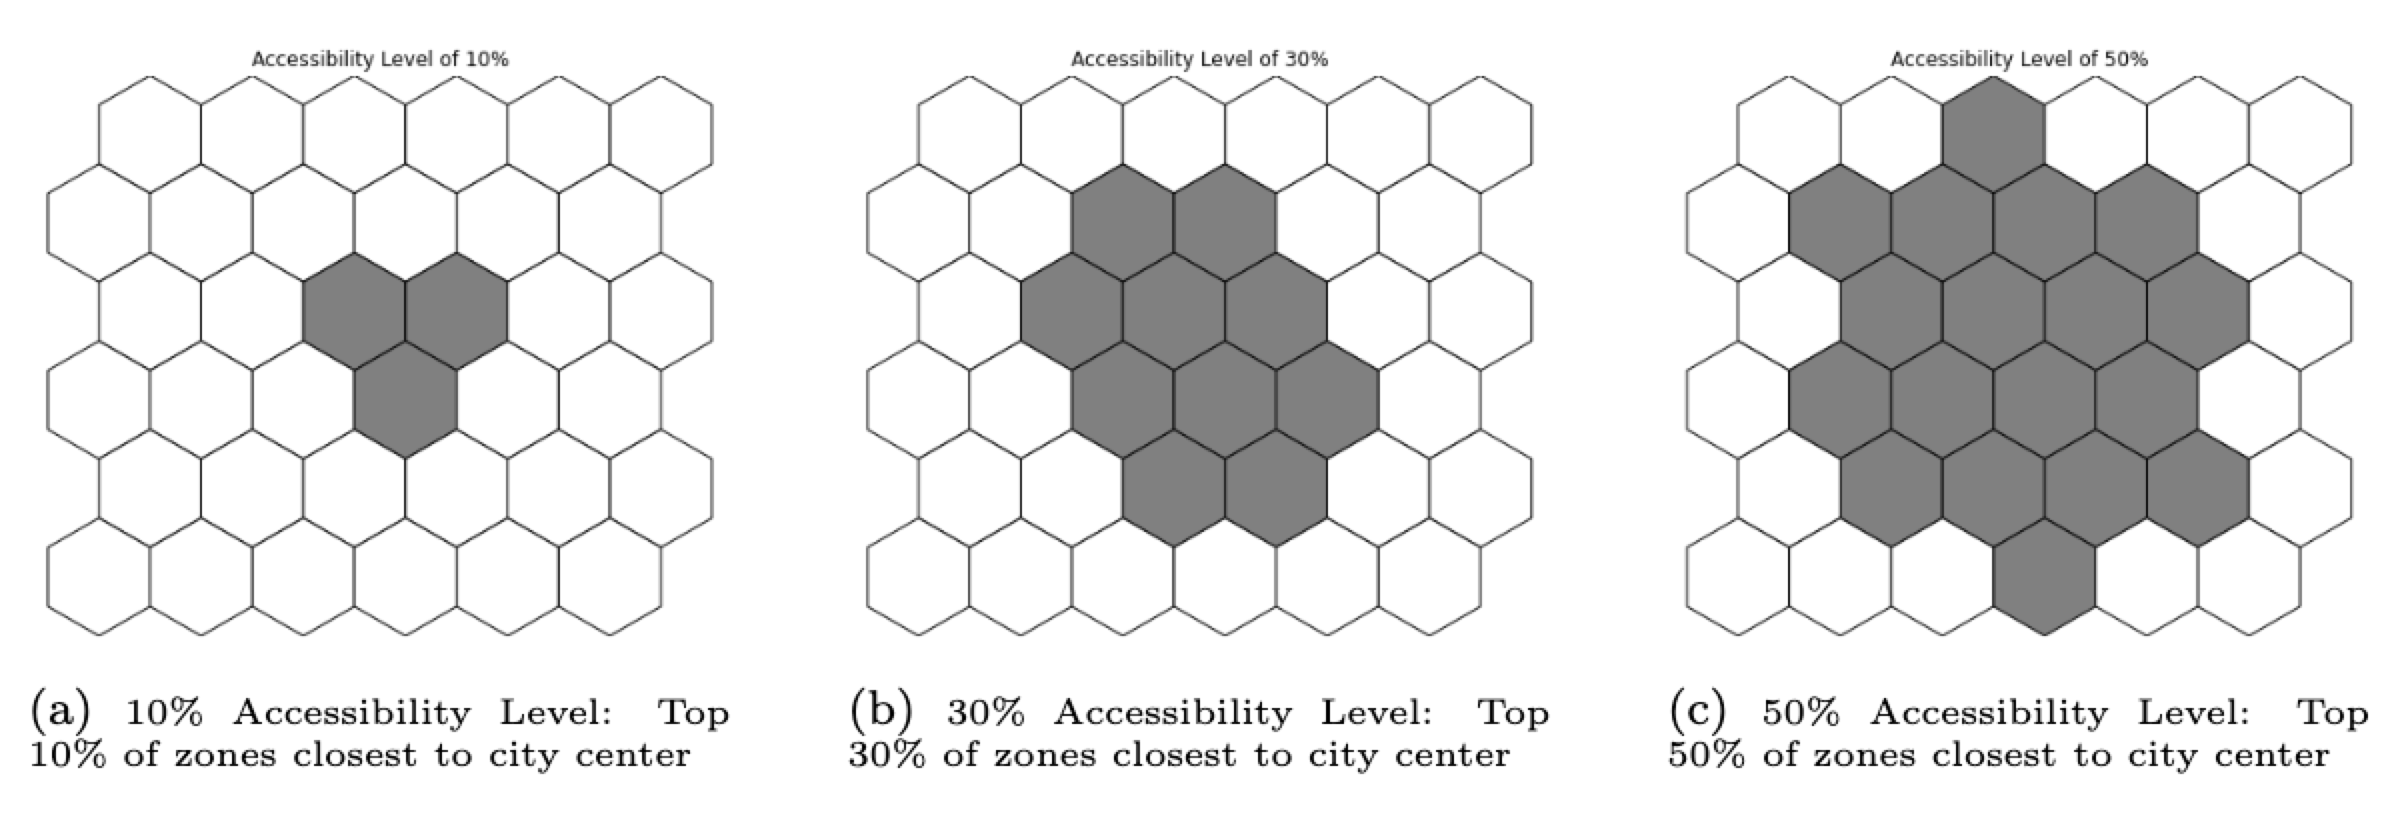 Accessibility Level of 10%
Accessibility Level of 30%
Accessibility Level of 50%
(a) 10% Accessibility Level: Top
10% of zones closest to city center
(b) 30% Accessibility Level: Top
30% of zones closest to city center
(c) 50% Accessibility Level: Top
50% of zones closest to city center